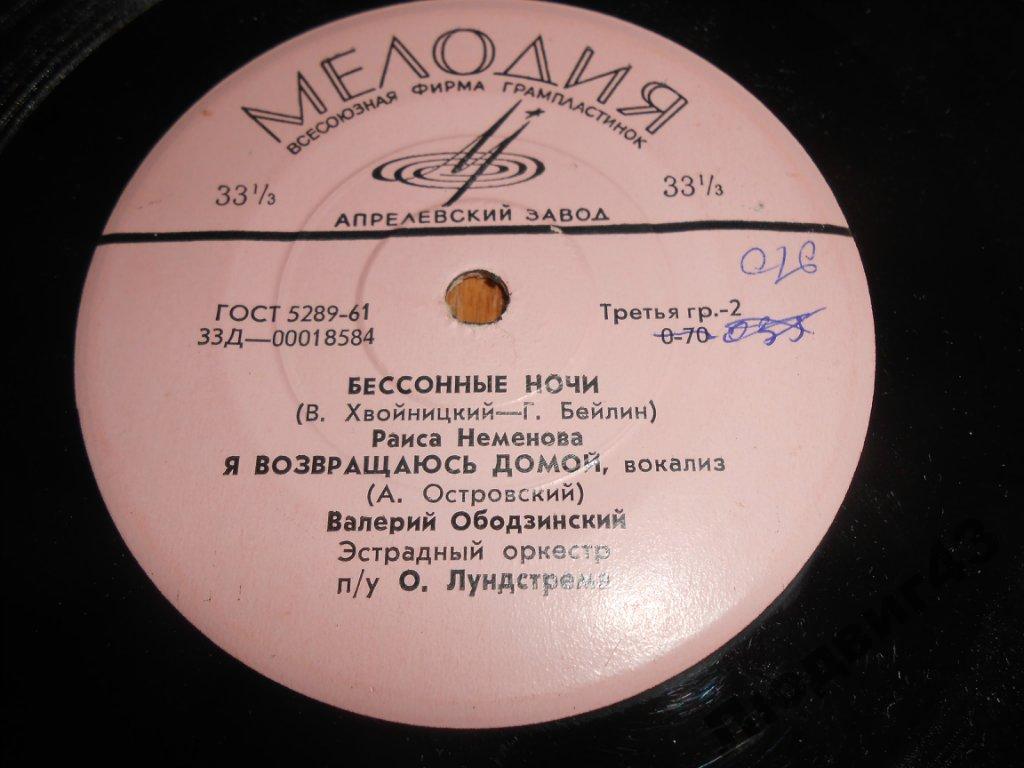 МЕЛОДИЯ
ВСЕСОЮЗНАЯ ФИРМА ГРАМПЛАСТИНОК
33⅓ 33⅓
АПРЕЛЕВСКИЙ ЗАВОД
ГОСТ 5289-61 Третья гр.-2
33Д—00018584 0-70
БЕССОННЫЕ НОЧИ
(В. Хвойницкий—Г. Бейлин)
Раиса Неменова
Я ВОЗВРАЩАЮСЬ ДОМОЙ, вокализ
(А. Островский)
Валерий Ободзинский
Эстрадный оркестр
п/у О. Лундстрема
Людвиг43